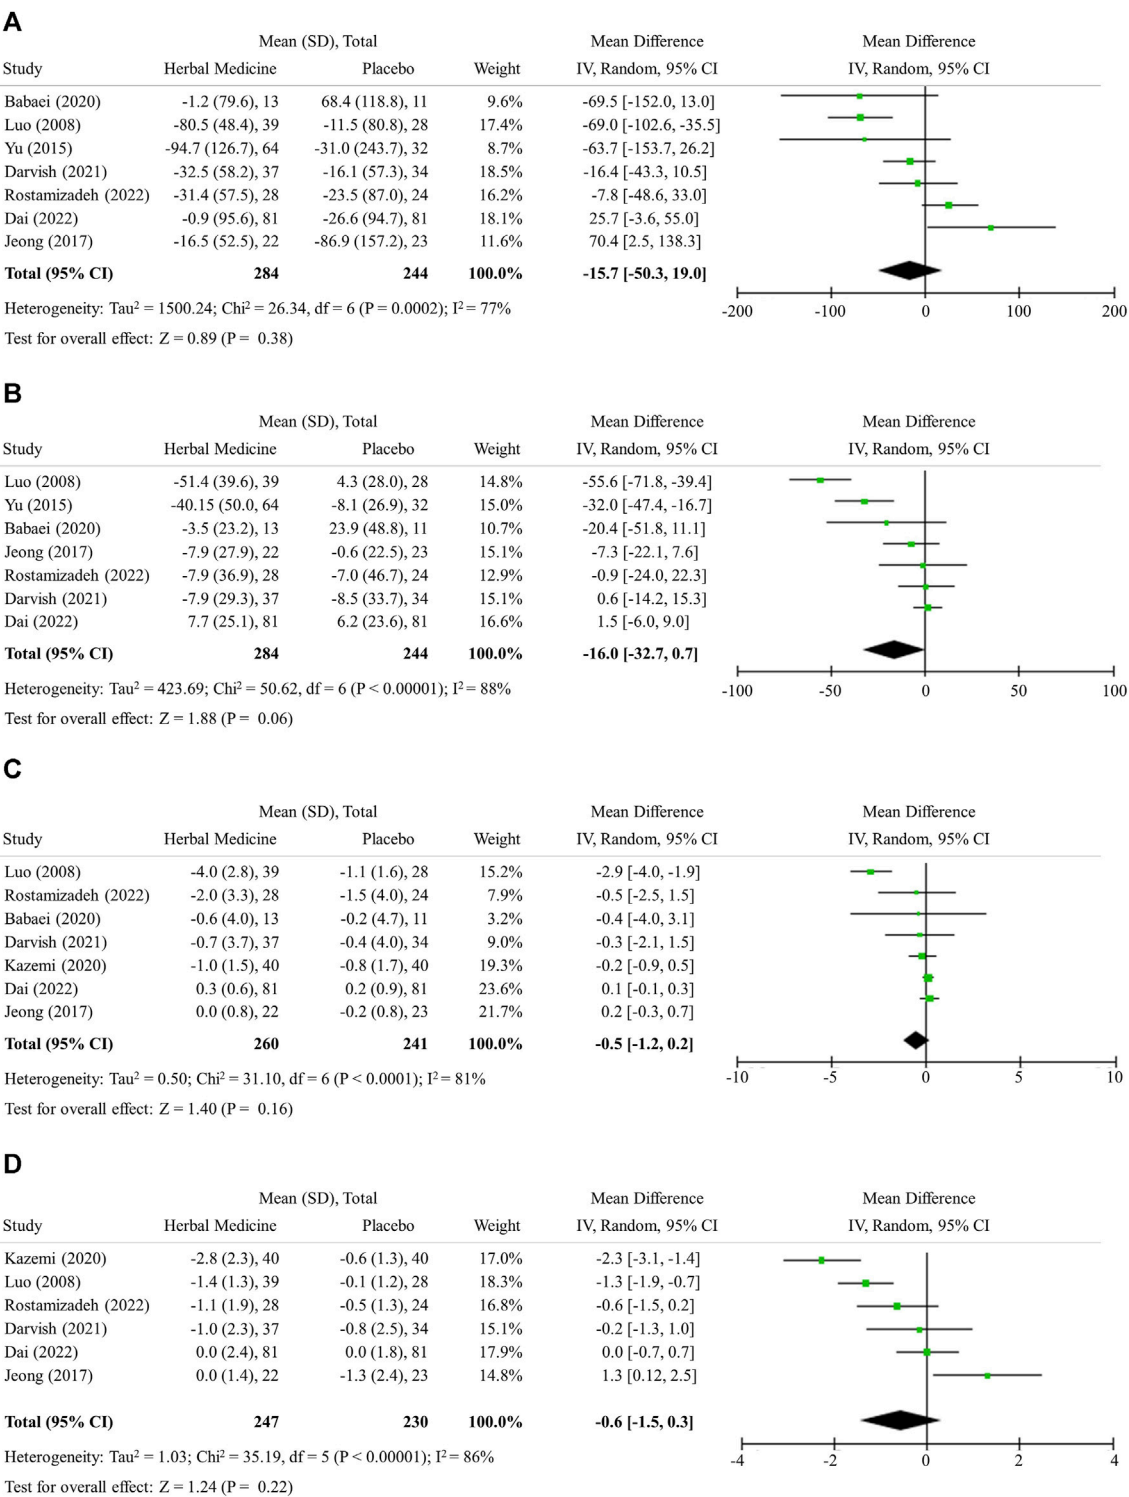 A
Mean (SD), Total Mean Difference Mean Difference
Study Herbal Medicine Placebo Weight IV, Random, 95% CI IV, Random, 95% CI
Babaei (2020) -1.2 (79.6), 13 68.4 (118.8), 11 9.6% -69.5 [-152.0, 13.0]
Luo (2008) -80.5 (48.4), 39 -11.5 (80.8), 28 17.4% -69.0 [-102.6, -35.5]
Yu (2015) -94.7 (126.7), 64 -31.0 (243.7), 32 8.7% -63.7 [-153.7, 26.2]
Darvish (2021) -32.5 (58.2), 37 -16.1 (57.3), 34 18.5% -16.4 [-43.3, 10.5]
Rostamizadeh (2022) -31.4 (57.5), 28 -23.5 (87.0), 24 16.2% -7.8 [-48.6, 33.0]
Dai (2022) -0.9 (95.6), 81 -26.6 (94.7), 81 18.1% 25.7 [-3.6, 55.0]
Jeong (2017) -16.5 (52.5), 22 -86.9 (157.2), 23 11.6% 70.4 [2.5, 138.3]
Total (95% CI) 284 244 100.0% -15.7 [-50.3, 19.0]
Heterogeneity: Tau² = 1500.24; Chi² = 26.34, df = 6 (P = 0.0002); I² = 77%
-200 -100 0 100 200
Test for overall effect: Z = 0.89 (P = 0.38)
B
Mean (SD), Total Mean Difference Mean Difference
Study Herbal Medicine Placebo Weight IV, Random, 95% CI IV, Random, 95% CI
Luo (2008) -51.4 (39.6), 39 4.3 (28.0), 28 14.8% -55.6 [-71.8, -39.4]
Yu (2015) -40.15 (50.0, 64 -8.1 (26.9), 32 15.0% -32.0 [-47.4, -16.7]
Babaei (2020) -3.5 (23.2), 13 23.9 (48.8), 11 10.7% -20.4 [-51.8, 11.1]
Jeong (2017) -7.9 (27.9), 22 -0.6 (22.5), 23 15.1% -7.3 [-22.1, 7.6]
Rostamizadeh (2022) -7.9 (36.9), 28 -7.0 (46.7), 24 12.9% -0.9 [-24.0, 22.3]
Darvish (2021) -7.9 (29.3), 37 -8.5 (33.7), 34 15.1% 0.6 [-14.2, 15.3]
Dai (2022) 7.7 (25.1), 81 6.2 (23.6), 81 16.6% 1.5 [-6.0, 9.0]
Total (95% CI) 284 244 100.0% -16.0 [-32.7, 0.7]
Heterogeneity: Tau² = 423.69; Chi² = 50.62, df = 6 (P < 0.00001); I² = 88%
-100 -50 0 50 100
Test for overall effect: Z = 1.88 (P = 0.06)
C
Mean (SD), Total Mean Difference Mean Difference
Study Herbal Medicine Placebo Weight IV, Random, 95% CI IV, Random, 95% CI
Luo (2008) -4.0 (2.8), 39 -1.1 (1.6), 28 15.2% -2.9 [-4.0, -1.9]
Rostamizadeh (2022) -2.0 (3.3), 28 -1.5 (4.0), 24 7.9% -0.5 [-2.5, 1.5]
Babaei (2020) -0.6 (4.0), 13 -0.2 (4.7), 11 3.2% -0.4 [-4.0, 3.1]
Darvish (2021) -0.7 (3.7), 37 -0.4 (4.0), 34 9.0% -0.3 [-2.1, 1.5]
Kazemi (2020) -1.0 (1.5), 40 -0.8 (1.7), 40 19.3% -0.2 [-0.9, 0.5]
Dai (2022) 0.3 (0.6), 81 0.2 (0.9), 81 23.6% 0.1 [-0.1, 0.3]
Jeong (2017) 0.0 (0.8), 22 -0.2 (0.8), 23 21.7% 0.2 [-0.3, 0.7]
Total (95% CI) 260 241 100.0% -0.5 [-1.2, 0.2]
Heterogeneity: Tau² = 0.50; Chi² = 31.10, df = 6 (P < 0.0001); I² = 81%
-10 -5 0 5 10
Test for overall effect: Z = 1.40 (P = 0.16)
D
Mean (SD), Total Mean Difference Mean Difference
Study Herbal Medicine Placebo Weight IV, Random, 95% CI IV, Random, 95% CI
Kazemi (2020) -2.8 (2.3), 40 -0.6 (1.3), 40 17.0% -2.3 [-3.1, -1.4]
Luo (2008) -1.4 (1.3), 39 -0.1 (1.2), 28 18.3% -1.3 [-1.9, -0.7]
Rostamizadeh (2022) -1.1 (1.9), 28 -0.5 (1.3), 24 16.8% -0.6 [-1.5, 0.2]
Darvish (2021) -1.0 (2.3), 37 -0.8 (2.5), 34 15.1% -0.2 [-1.3, 1.0]
Dai (2022) 0.0 (2.4), 81 0.0 (1.8), 81 17.9% 0.0 [-0.7, 0.7]
Jeong (2017) 0.0 (1.4), 22 -1.3 (2.4), 23 14.8% 1.3 [0.12, 2.5]
Total (95% CI) 247 230 100.0% -0.6 [-1.5, 0.3]
Heterogeneity: Tau² = 1.03; Chi² = 35.19, df = 5 (P < 0.00001); I² = 86%
-4 -2 0 2 4
Test for overall effect: Z = 1.24 (P = 0.22)